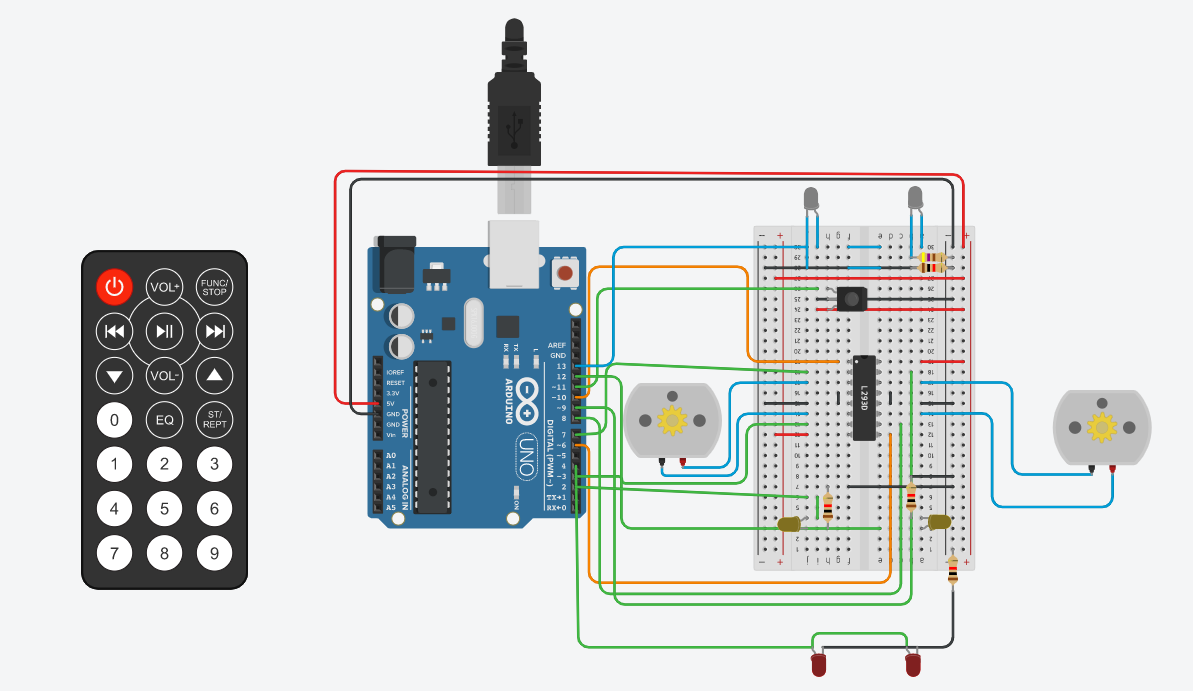 VOL+
FUNC/
STOP
VOL-
0
EQ
ST/
REPT
1
2
3
4
5
6
7
8
9
RX
TX
L
AREF
GND
13
12
~11
~10
~9
8
7
~6
~5
4
~3
2
TX→1
RX←0
IOREF
RESET
3.3V
5V
GND
GND
Vin
A0
A1
A2
A3
A4
A5
POWER
ANALOG IN
ARDUINO
UNO
DIGITAL (PWM~)
ON
L293D